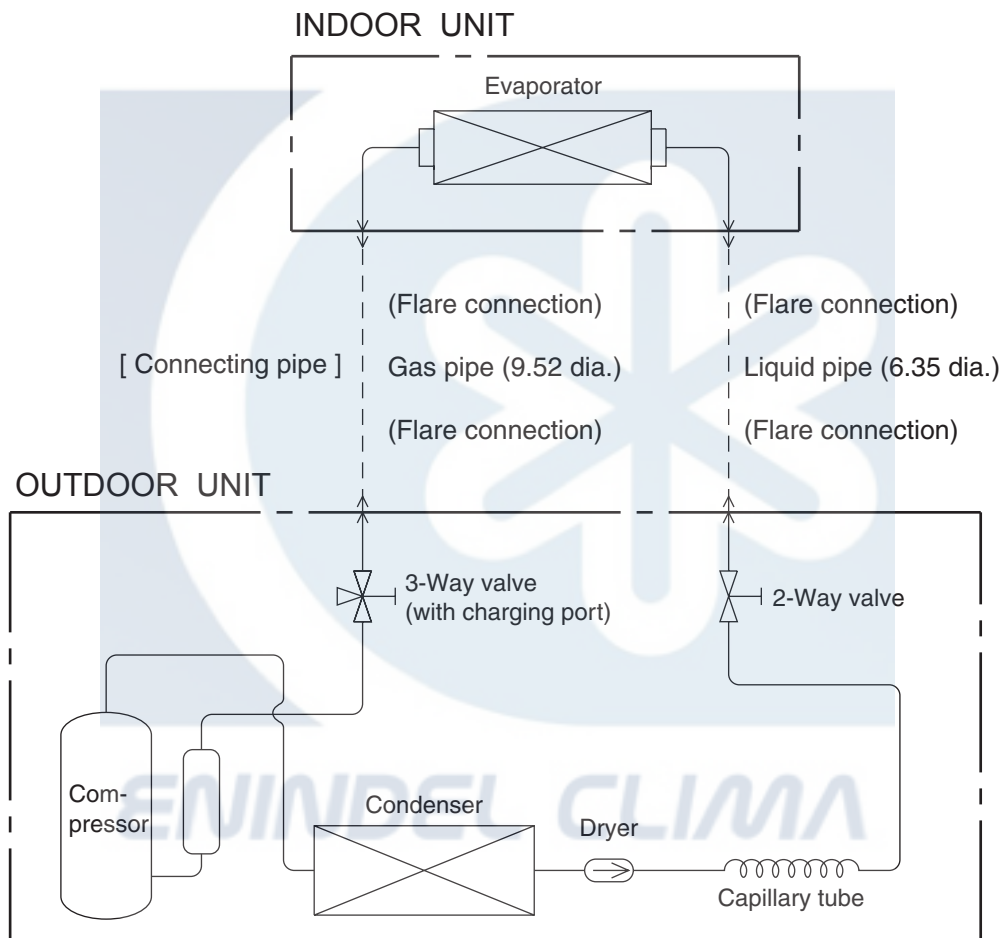 INDOOR UNIT
Evaporator
(Flare connection)
(Flare connection)
[ Connecting pipe ]
Gas pipe (9.52 dia.)
Liquid pipe (6.35 dia.)
(Flare connection)
(Flare connection)
OUTDOOR UNIT
3-Way valve
(with charging port)
2-Way valve
Com-
pressor
Condenser
Dryer
Capillary tube
ENINDEL CLIMA